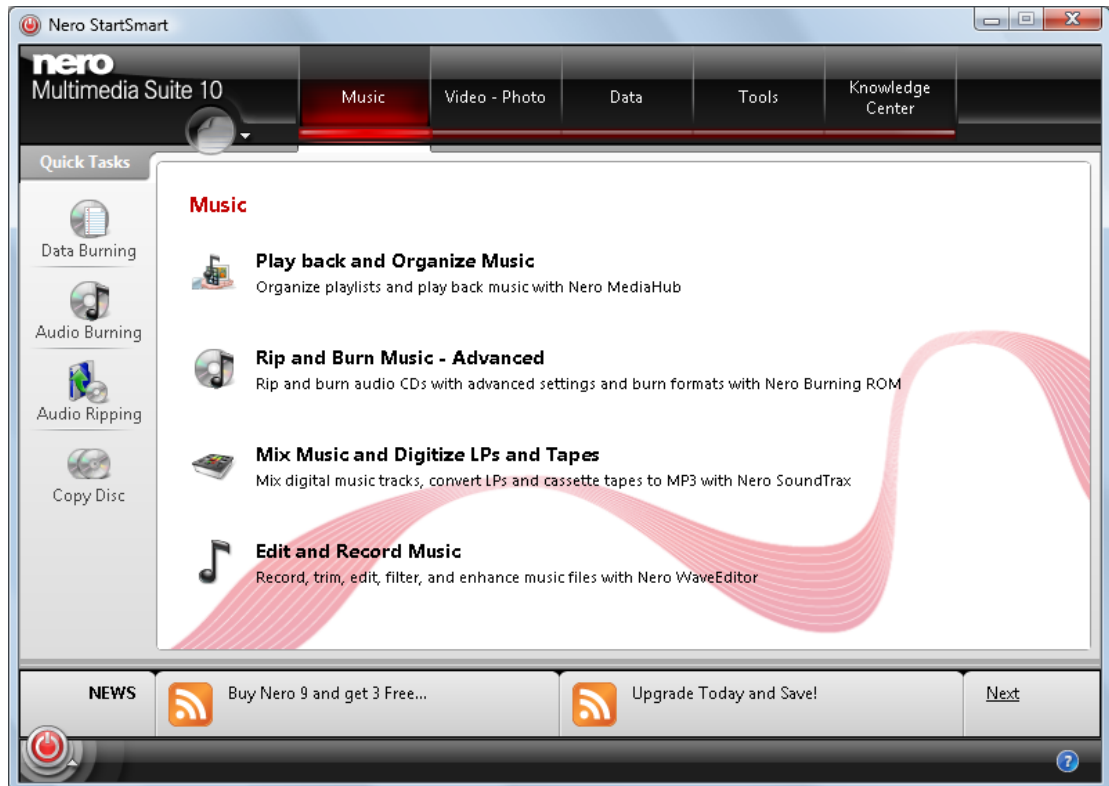 Nero StartSmart
nero
Multimedia Suite 10
Music
Video - Photo
Data
Tools
Knowledge
Center
Quick Tasks
Data Burning
Audio Burning
Audio Ripping
Copy Disc
Music
Play back and Organize Music
Organize playlists and play back music with Nero MediaHub
Rip and Burn Music - Advanced
Rip and burn audio CDs with advanced settings and burn formats with Nero Burning ROM
Mix Music and Digitize LPs and Tapes
Mix digital music tracks, convert LPs and cassette tapes to MP3 with Nero SoundTrax
Edit and Record Music
Record, trim, edit, filter, and enhance music files with Nero WaveEditor
NEWS
Buy Nero 9 and get 3 Free...
Upgrade Today and Save!
Next
?